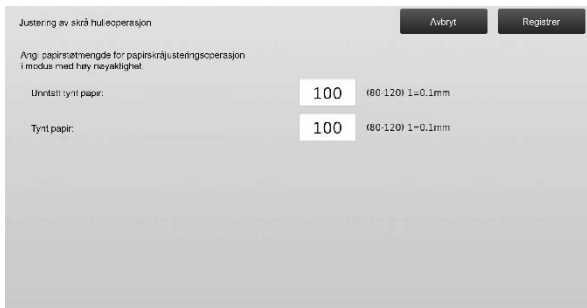 Justering av skrå hulleoperasjon
Avbryt
Registrer
Angi papirstøtmengde for papirskråjusteringsoperasjon
i modus med høy nøyaktighet.
Unntatt tynt papir:
100
(80-120) 1=0.1mm
Tynt papir:
100
(80-120) 1=0.1mm